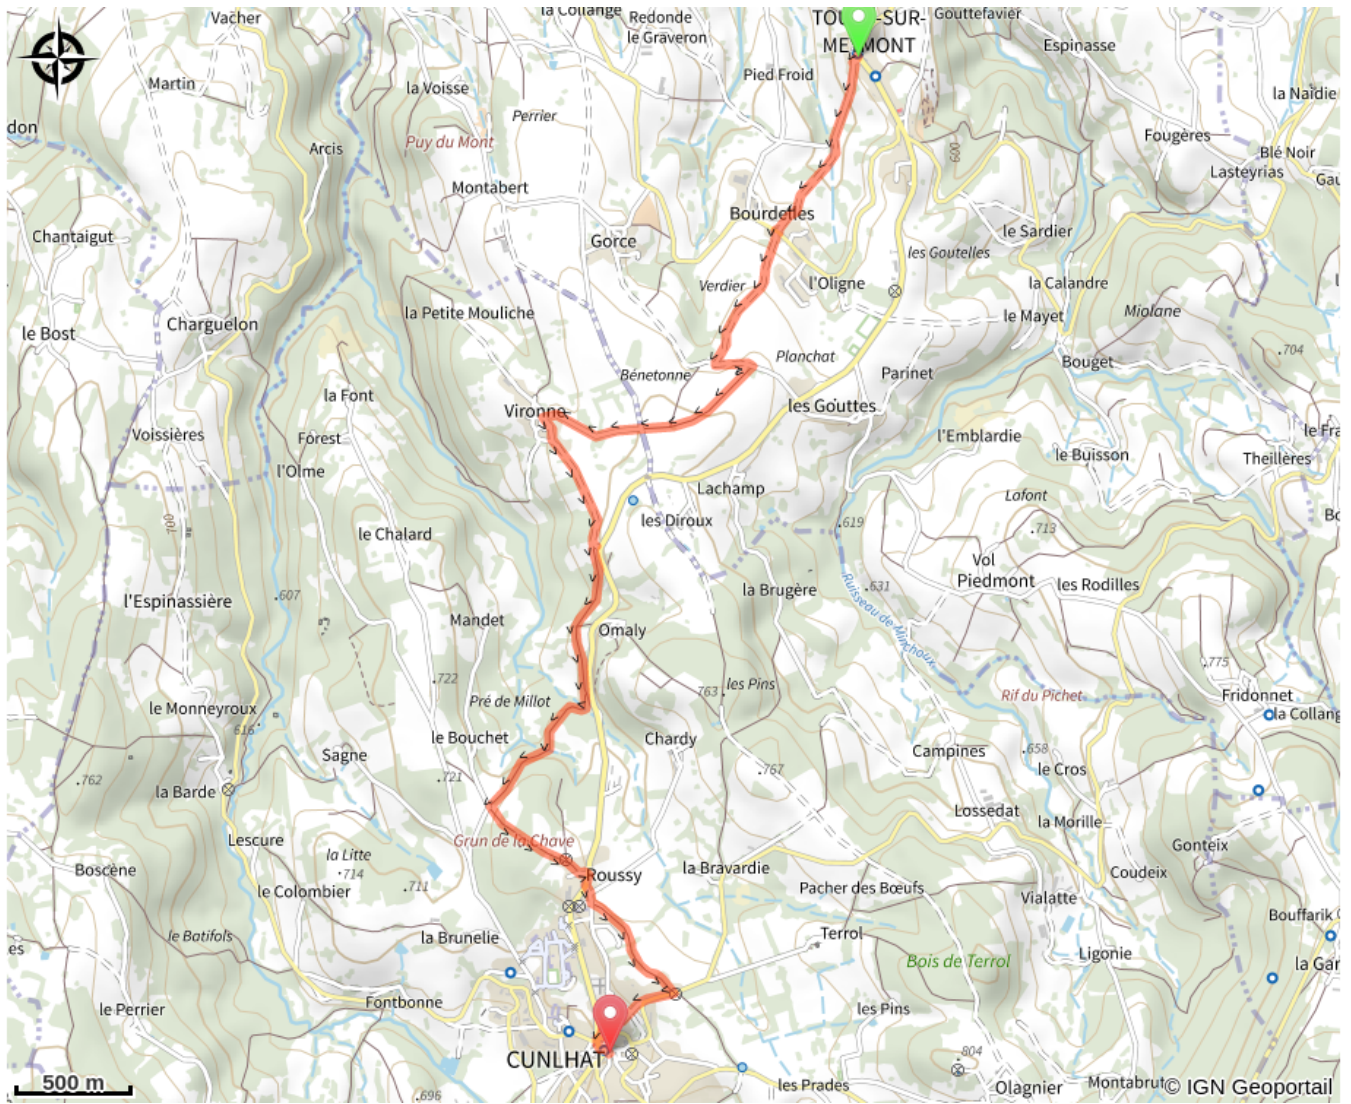 Vacher
la Collange
Redonde
le Graveron
Gouttefavier
MONT
Espinasse
Martin
la Voisse
Pied Froid
la Naïdie
Perrier
Puy du Mont
Fougères
Arcis
600
Blé Noir
Lasteyrias
Montabert
Bourdelles
Chantaigut
Gorce
le Sardier
les Goutelles
Verdier
l'Oligne
la Calandre
la Petite Mouliche
le Mayet
Miolane
le Bost
Charguelon
.704
Planchat
Bouget
Bénetonne
Parinet
la Font
Vironne
les Gouttes
Voissières
Forest
l'Emblardie
le Buisson
Theillères
l'Olme
Lachamp
Lafont
700
les Diroux
.619
.713
le Chalard
Vol
Piedmont
les Rodilles
la Brugère
.631
l'Espinassière
.607
Ruisseau de Minchoux
Mandet
Omaly
.775
.722
763.
les Pins
Rif du Pichet
Fridonnet
Pré de Millot
le Monneyroux
616
la Collang
le Bouchet
Chardy
Campines
.658
Sagne
.762
.721
.767
le Cros
la Barde
Lossedat
la Morille
Lescure
Grun de la Chave
Gonteix
la Litte
.714
Boscène
Roussy
la Bravardie
Coudeix
.711
Pacher des Bœufs
le Colombier
Vialatte
Bouffarik
le Batifols
la Brunelie
Terrol
Ligonie
Bois de Terrol
la Gar
Fontbonne
le Perrier
les Pins
CUNLHAT
.804
500 m
.696
les Prades
Olagnier
Montabrut
© IGN Geoportail